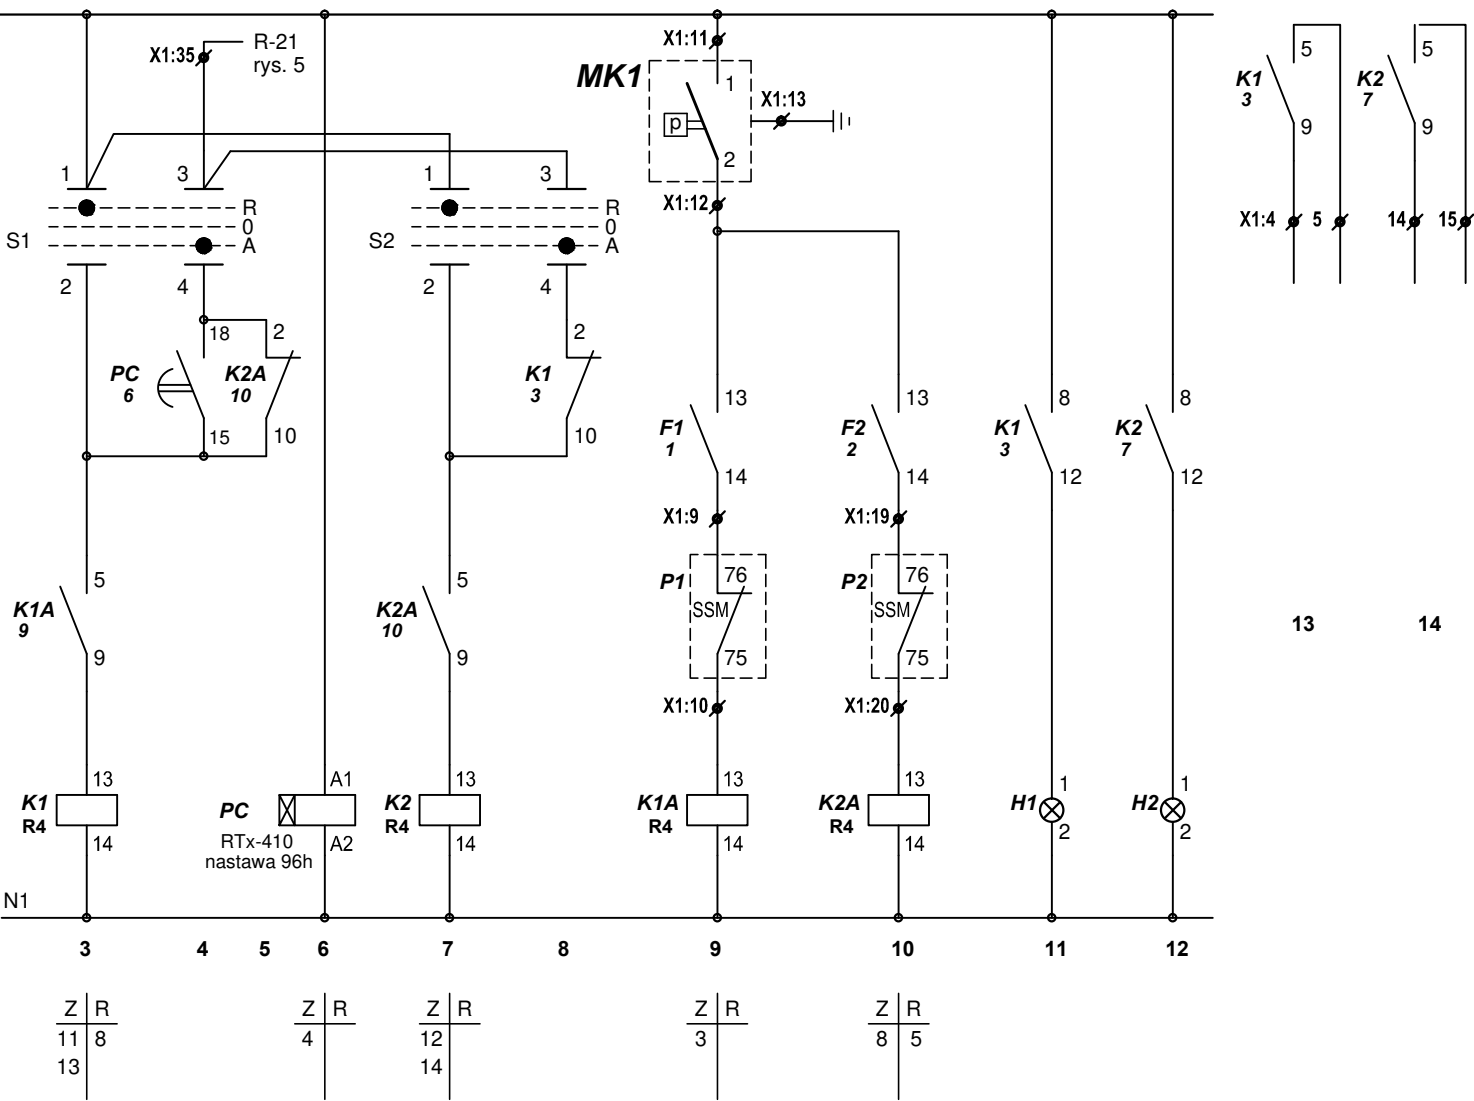 X1:35
R-21
rys. 5
X1:11
MK1
1
p
X1:13
2
X1:12
5
K1
3
9
X1:4
5
5
K2
7
9
14
15
1
3
R
0
A
S1
2
4
1
3
R
0
A
S2
2
4
18
2
PC
6
K2A
10
15
10
2
K1
3
10
13
F1
1
14
X1:9
13
F2
2
14
X1:19
8
K1
3
12
8
K2
7
12
5
K1A
9
9
5
K2A
10
9
P1
76
SSM
75
X1:10
P2
76
SSM
75
X1:20
13
14
13
K1
R4
14
A1
PC
RTx-410
nastawa 96h
A2
13
K2
R4
14
13
K1A
R4
14
13
K2A
R4
14
1
H1
2
1
H2
2
N1
3 4 5 6 7 8 9 10 11 12
Z R
11 8
13
Z R
4
Z R
12
14
Z R
3
Z R
8 5